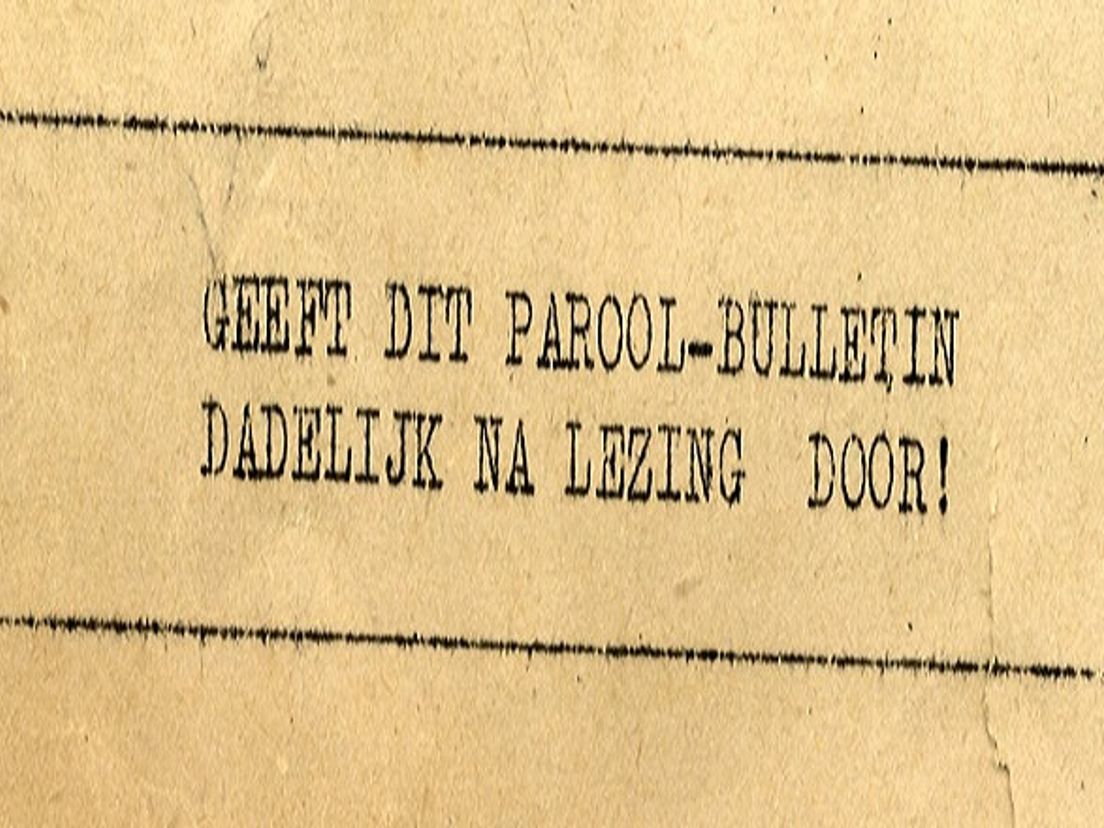 GEEFT DIT PAROOL-BULLETIN
DADELIJK NA LEZING DOOR!